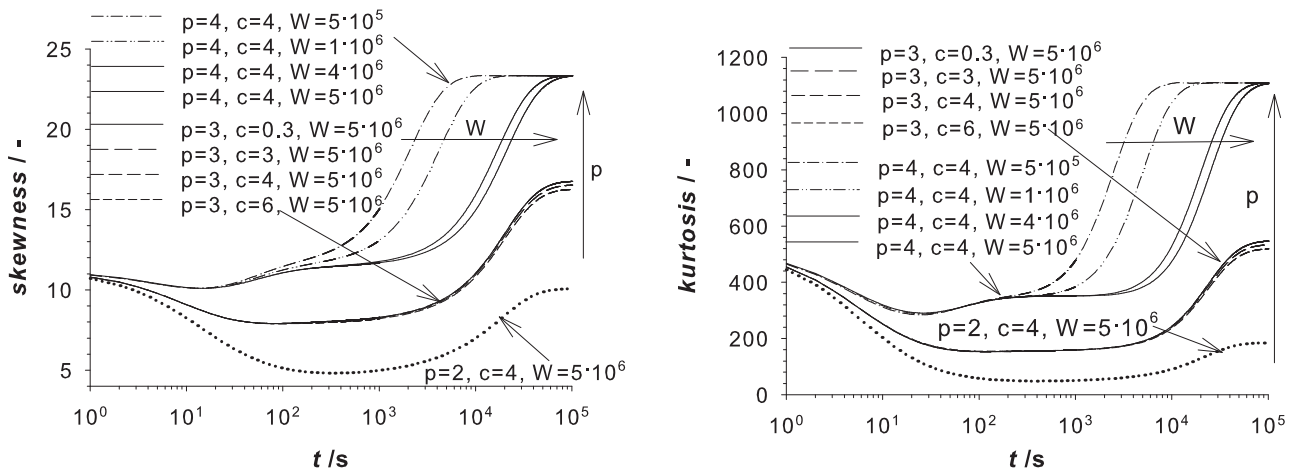 p=4, c=4, W=5·10⁵
p=4, c=4, W=1·10⁶
p=4, c=4, W=4·10⁶
p=4, c=4, W=5·10⁶
p=3, c=0.3, W=5·10⁶
p=3, c=3, W=5·10⁶
p=3, c=4, W=5·10⁶
p=3, c=6, W=5·10⁶
W
p
p=2, c=4, W=5·10⁶
skewness / -
25
20
15
10
5
10⁰ 10¹ 10² 10³ 10⁴ 10⁵
t /s
p=3, c=0.3, W=5·10⁶
p=3, c=3, W=5·10⁶
p=3, c=4, W=5·10⁶
p=3, c=6, W=5·10⁶
p=4, c=4, W=5·10⁵
p=4, c=4, W=1·10⁶
p=4, c=4, W=4·10⁶
p=4, c=4, W=5·10⁶
W
p
p=2, c=4, W=5·10⁶
kurtosis / -
1200
1000
800
600
400
200
0
10⁰ 10¹ 10² 10³ 10⁴ 10⁵
t /s